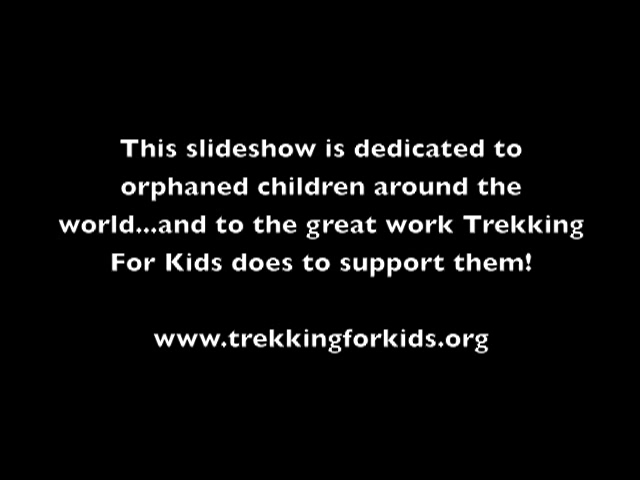 This slideshow is dedicated to
orphaned children around the
world...and to the great work Trekking
For Kids does to support them!
www.trekkingforkids.org